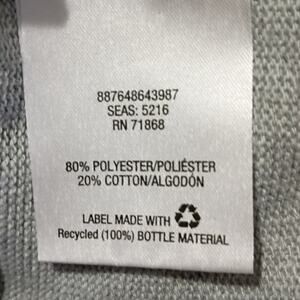 887648643987
SEAS: 5216
RN 71868
80% POLYESTER/POLIÉSTER
20% COTTON/ALGODÓN
LABEL MADE WITH
Recycled (100%) BOTTLE MATERIAL